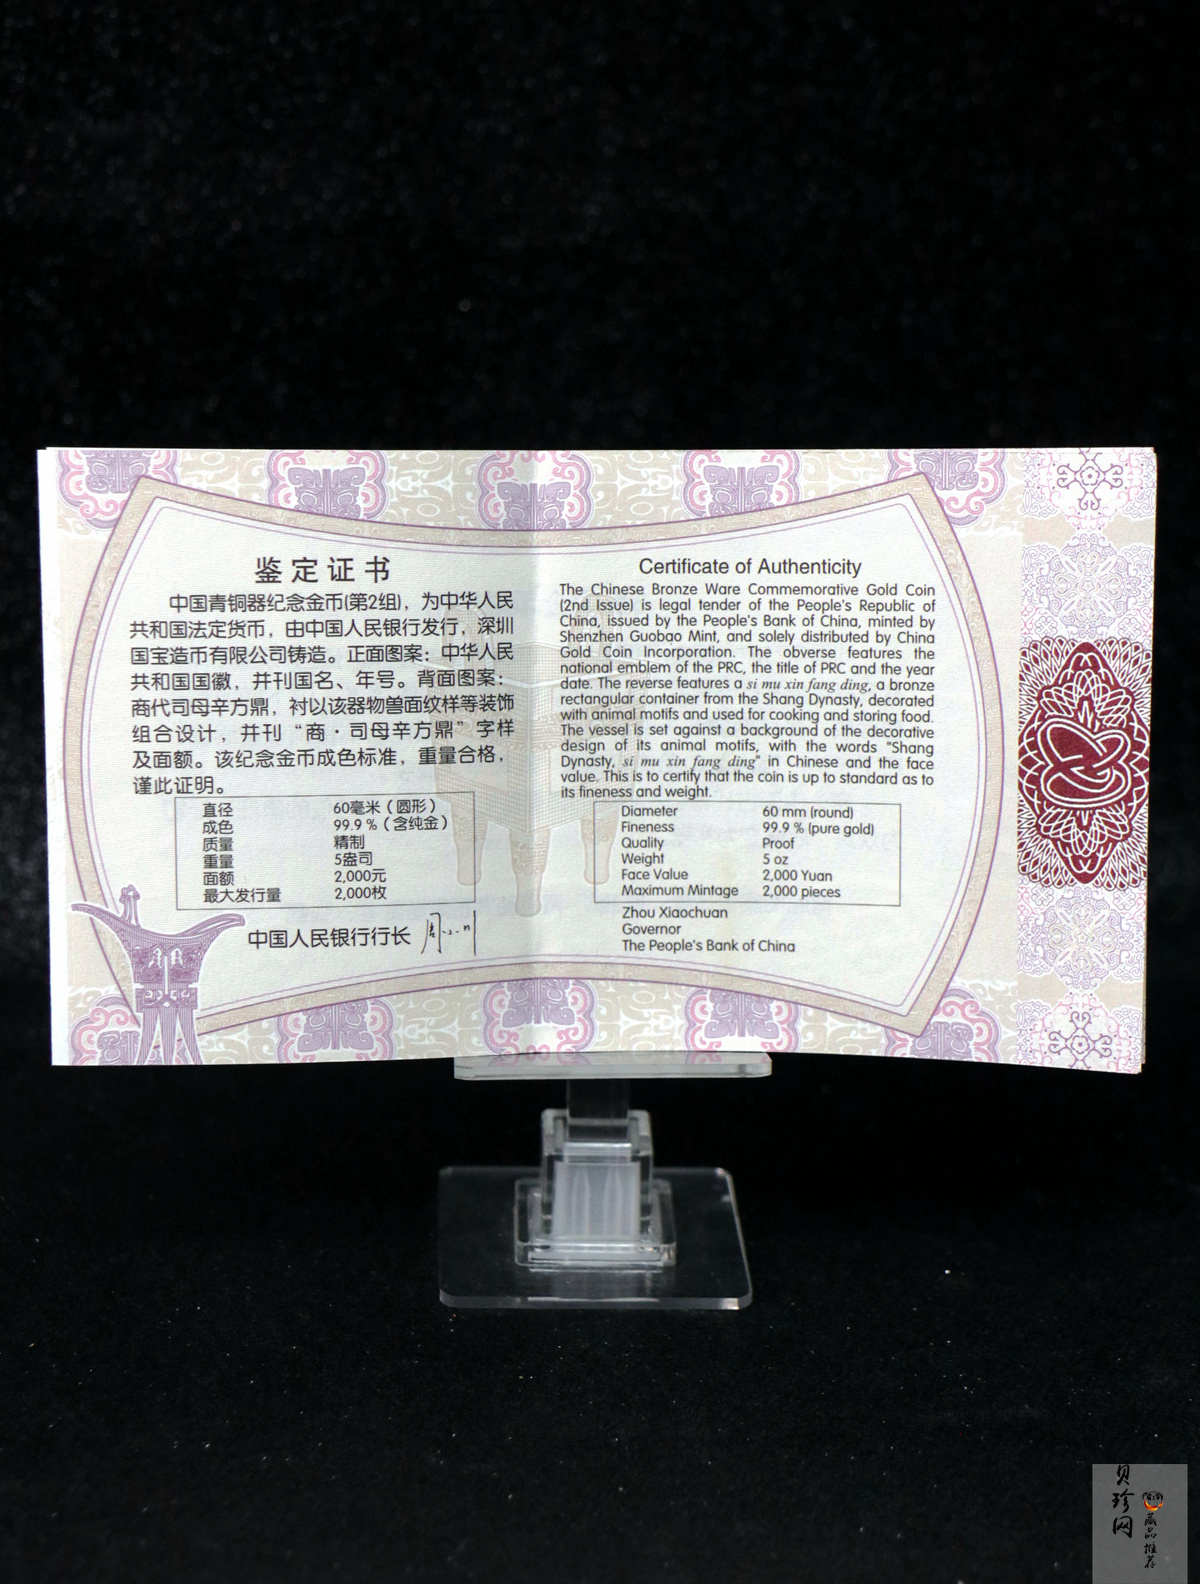 鉴定证书
中国青铜器纪念金币(第2组)，为中华人民
共和国法定货币，由中国人民银行发行，深圳
国宝造币有限公司铸造。正面图案：中华人民
共和国国徽，并刊国名、年号。背面图案：
商代司母辛方鼎，衬以该器物兽面纹样等装饰
组合设计，并刊“商·司母辛方鼎”字样
及面额。该纪念金币成色标准，重量合格，
谨此证明。
直径 60毫米（圆形）
成色 99.9％（含纯金）
质量 精制
重量 5盎司
面额 2,000元
最大发行量 2,000枚
中国人民银行行长 周小川
Certificate of Authenticity
The Chinese Bronze Ware Commemorative Gold Coin
(2nd Issue) is legal tender of the People's Republic of
China, issued by the People's Bank of China, minted by
Shenzhen Guobao Mint, and solely distributed by China
Gold Coin Incorporation. The obverse features the
national emblem of the PRC, the title of PRC and the year
date. The reverse features a si mu xin fang ding, a bronze
rectangular container from the Shang Dynasty, decorated
with animal motifs and used for cooking and storing food.
The vessel is set against a background of the decorative
design of its animal motifs, with the words "Shang
Dynasty, si mu xin fang ding" in Chinese and the face
value. This is to certify that the coin is up to standard as to
its fineness and weight.
Diameter 60 mm (round)
Fineness 99.9 % (pure gold)
Quality Proof
Weight 5 oz
Face Value 2,000 Yuan
Maximum Mintage 2,000 pieces
Zhou Xiaochuan
Governor
The People's Bank of China
贝珍网
藏品推荐